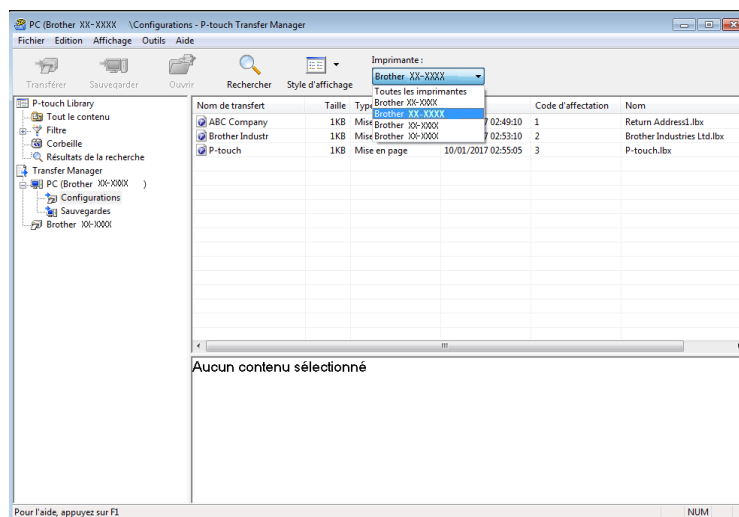 PC (Brother XX-XXXX \Configurations - P-touch Transfer Manager
Fichier Edition Affichage Outils Aide
Transférer Sauvegarder Ouvrir Rechercher Style d'affichage
Imprimante :
Brother XX-XXXX
Toutes les imprimantes
Brother XX-XXXX
Brother XX-XXXX
Brother XX-XXXX
Brother XX-XXXX
P-touch Library
Tout le contenu
Filtre
Corbeille
Résultats de la recherche
Transfer Manager
PC (Brother XX-XXXX )
Configurations
Sauvegardes
Brother XX-XXXX
Nom de transfert Taille Type Code d'affectation Nom
ABC Company 1KB Mise 02:49:10 1 Return Address1.lbx
Brother Industr 1KB Mise 02:53:10 2 Brother Industries Ltd.lbx
P-touch 1KB Mise en page 10/01/2017 02:55:05 3 P-touch.lbx
Aucun contenu sélectionné
Pour l'aide, appuyez sur F1
NUM